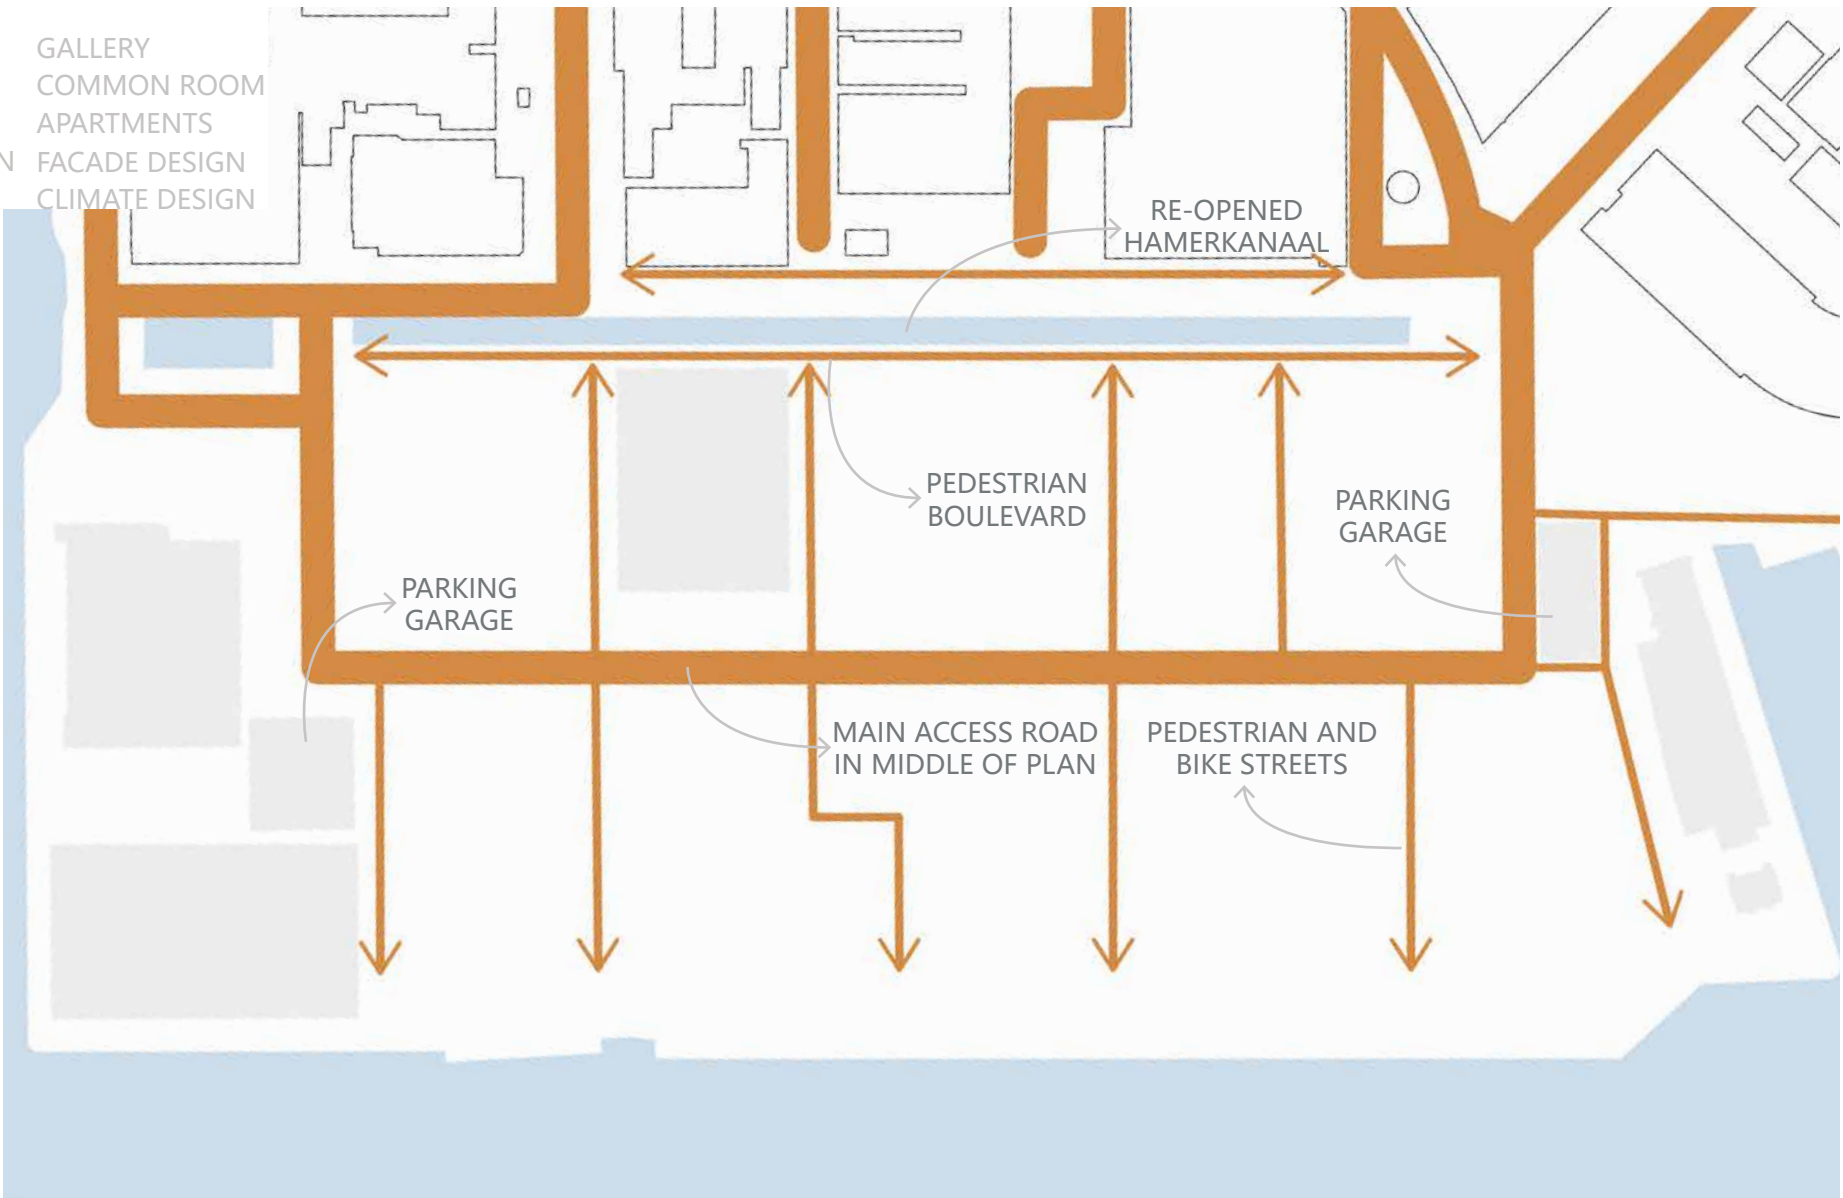 GALLERY
COMMON ROOM
APARTMENTS
N FACADE DESIGN
CLIMATE DESIGN
RE-OPENED
HAMERKANAAL
PEDESTRIAN
BOULEVARD
PARKING
GARAGE
PARKING
GARAGE
MAIN ACCESS ROAD
IN MIDDLE OF PLAN
PEDESTRIAN AND
BIKE STREETS